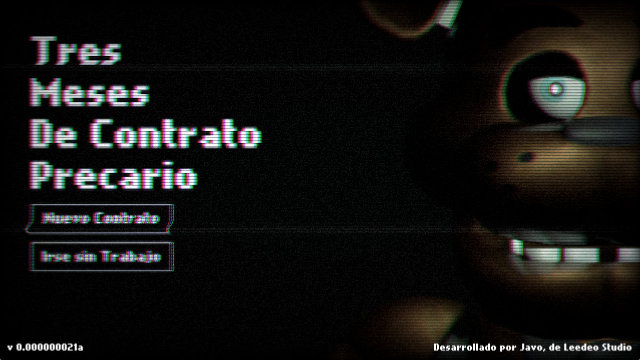 Tres
Meses
De Contrato
Precario
Nuevo Contrato
Irse sin Trabajo
v 0.000000021a
Desarrollado por Javo, de Leedeo Studio